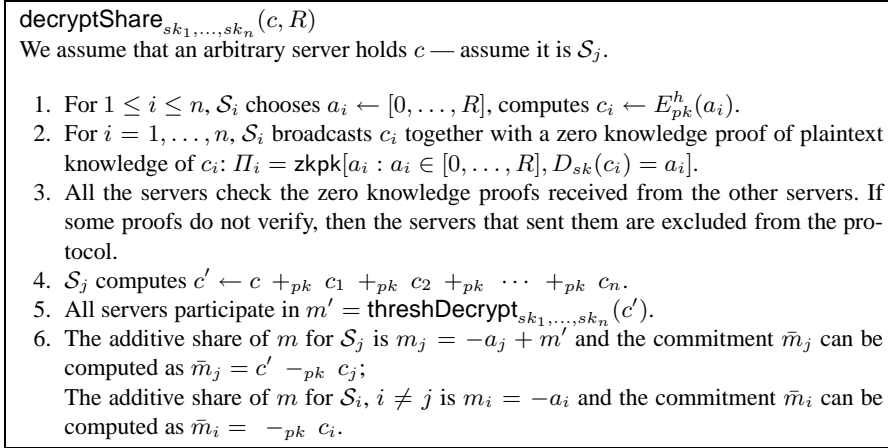 decryptShare_{sk_1,...,sk_n}(c, R)
We assume that an arbitrary server holds c — assume it is S_j.
1. For 1 ≤ i ≤ n, S_i chooses a_i ← [0, . . . , R], computes c_i ← E^h_{pk}(a_i).
2. For i = 1, . . . , n, S_i broadcasts c_i together with a zero knowledge proof of plaintext
knowledge of c_i: Π_i = zkpk[a_i : a_i ∈ [0, . . . , R], D_{sk}(c_i) = a_i].
3. All the servers check the zero knowledge proofs received from the other servers. If
some proofs do not verify, then the servers that sent them are excluded from the pro-
tocol.
4. S_j computes c′ ← c +_{pk} c_1 +_{pk} c_2 +_{pk} ··· +_{pk} c_n.
5. All servers participate in m′ = threshDecrypt_{sk_1,...,sk_n}(c′).
6. The additive share of m for S_j is m_j = −a_j + m′ and the commitment m̄_j can be
computed as m̄_j = c′ −_{pk} c_j;
The additive share of m for S_i, i ≠ j is m_i = −a_i and the commitment m̄_i can be
computed as m̄_i = −_{pk} c_i.